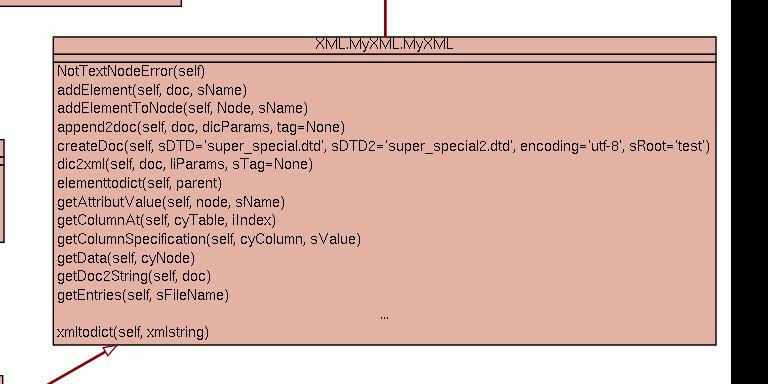 XML.MyXML.MyXML
NotTextNodeError(self)
addElement(self, doc, sName)
addElementToNode(self, Node, sName)
append2doc(self, doc, dicParams, tag=None)
createDoc(self, sDTD='super_special.dtd', sDTD2='super_special2.dtd', encoding='utf-8', sRoot='test')
dic2xml(self, doc, liParams, sTag=None)
elementtodict(self, parent)
getAttributValue(self, node, sName)
getColumnAt(self, cyTable, iIndex)
getColumnSpecification(self, cyColumn, sValue)
getData(self, cyNode)
getDoc2String(self, doc)
getEntries(self, sFileName)
...
xmltodict(self, xmlstring)